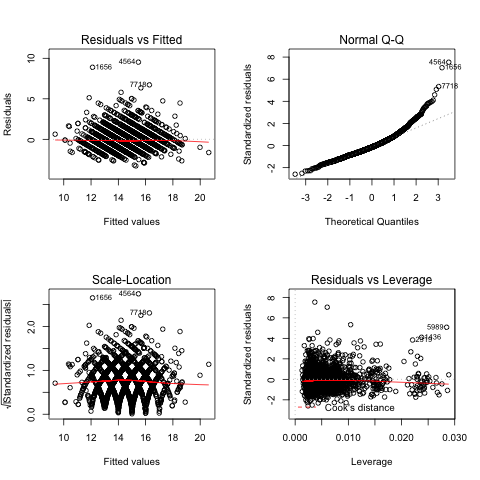 Residuals vs Fitted
Residuals
10
5
0
4564
1656
7718
10 12 14 16 18 20
Fitted values
Normal Q-Q
Standardized residuals
8
6
4
2
0
-2
4564
1656
7718
-3 -2 -1 0 1 2 3
Theoretical Quantiles
Scale-Location
√|Standardized residuals|
2.0
1.0
0.0
4564
1656
7718
10 12 14 16 18 20
Fitted values
Residuals vs Leverage
Standardized residuals
8
6
4
2
0
-2
5989
1436
Cook's distance
0.000 0.010 0.020 0.030
Leverage